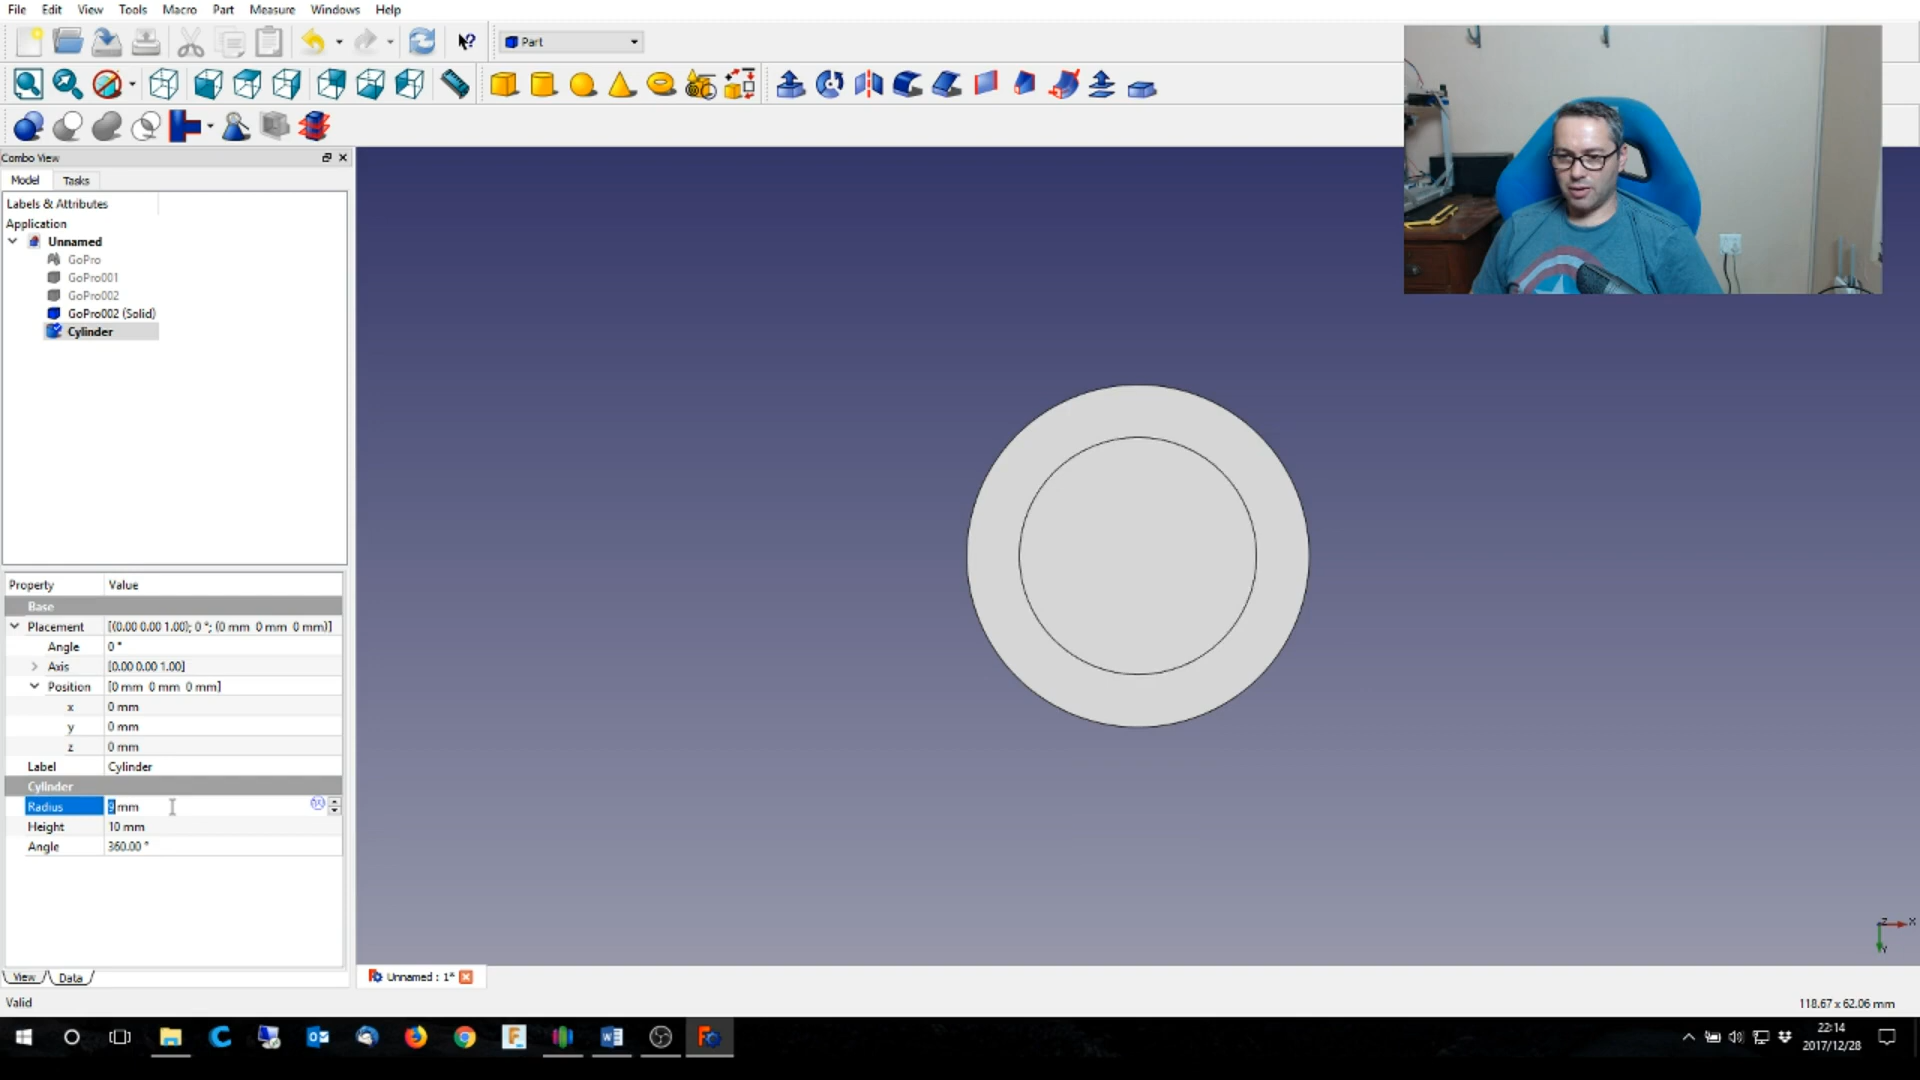 File Edit View Tools Macro Part Measure Windows Help
Part
Combo View
Model Tasks
Labels & Attributes
Application
Unnamed
GoPro
GoPro001
GoPro002
GoPro002 (Solid)
Cylinder
Property Value
Base
Placement [(0.00 0.00 1.00); 0 °; (0 mm 0 mm 0 mm)]
Angle 0 °
Axis [0.00 0.00 1.00]
Position [0 mm 0 mm 0 mm]
x 0 mm
y 0 mm
z 0 mm
Label Cylinder
Cylinder
Radius 9 mm
Height 10 mm
Angle 360.00 °
View Data
Unnamed : 1*
Valid
118.67 x 62.06 mm
22:14
2017/12/28
Z X
Y